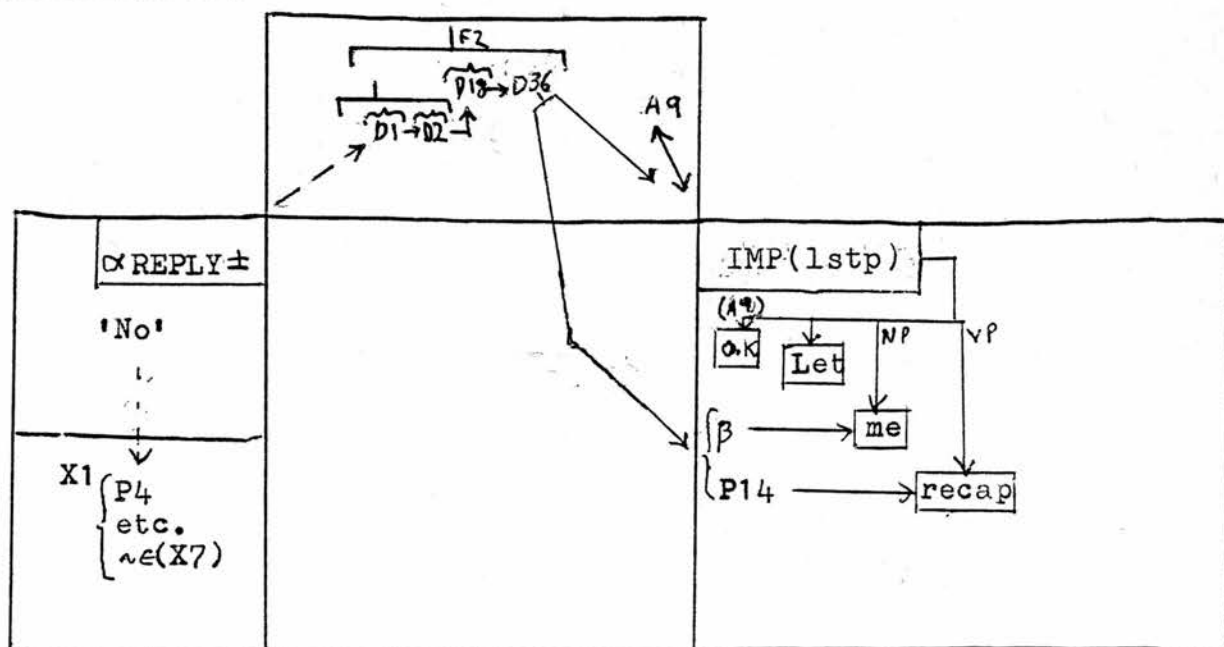 F2
D18→D36
D1→D2
A9
∝REPLY±
'No'
X1
P4
etc.
~∈(X7)
IMP(1stp)
(A9)
NP
VP
O.K
Let
β
me
P14
recap